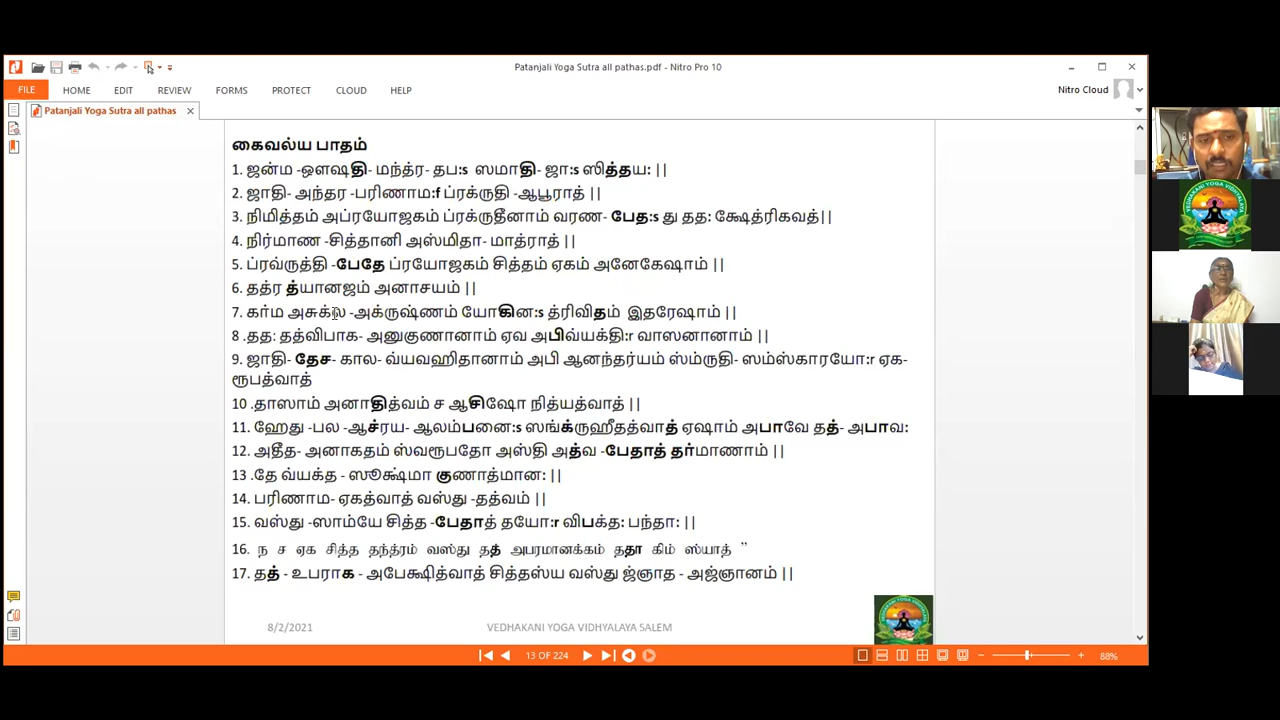 Patanjali Yoga Sutra all pathas.pdf - Nitro Pro 10
FILE HOME EDIT REVIEW FORMS PROTECT CLOUD HELP
Nitro Cloud
Patanjali Yoga Sutra all pathas
கைவல்ய பாதம்
1. ஜன்ம -ஔஷதி- மந்த்ர- தப:s ஸமாதி- ஜா:s ஸித்தய: ||
2. ஜாதி- அந்தர -பரிணாம:f ப்ரக்ருதி -ஆபூராத் ||
3. நிமித்தம் அப்ரயோஜகம் ப்ரக்ருதீனாம் வரண- பேத:s து தத: க்ஷேத்ரிகவத்||
4. நிர்மாண -சித்தானி அஸ்மிதா- மாத்ராத் ||
5. ப்ரவ்ருத்தி -பேதே ப்ரயோஜகம் சித்தம் ஏகம் அனேகேஷாம் ||
6. தத்ர த்யானஜம் அனாசயம் ||
7. கர்ம அசுக்ல -அக்ருஷ்ணம் யோகின:s த்ரிவிதம் இதரேஷாம் ||
8 .தத: தத்விபாக- அனுகுணானாம் ஏவ அபிவ்யக்தி:r வாஸனானாம் ||
9. ஜாதி- தேச- கால- வ்யவஹிதானாம் அபி ஆனந்தர்யம் ஸ்ம்ருதி- ஸம்ஸ்காரயோ:r ஏக-
ரூபத்வாத்
10 .தாஸாம் அனாதித்வம் ச ஆசிஷோ நித்யத்வாத் ||
11. ஹேது -பல -ஆச்ரய- ஆலம்பனை:s ஸங்க்ருஹீதத்வாத் ஏஷாம் அபாவே தத்- அபாவ:
12. அதீத- அனாகதம் ஸ்வரூபதோ அஸ்தி அத்வ -பேதாத் தர்மாணாம் ||
13 .தே வ்யக்த - ஸூக்ஷ்மா குணாத்மான: ||
14. பரிணாம- ஏகத்வாத் வஸ்து -தத்வம் ||
15. வஸ்து -ஸாம்யே சித்த -பேதாத் தயோ:r விபக்த: பந்தா: ||
16. ந ச ஏக சித்த தந்த்ரம் வஸ்து தத் அபரமானக்கம் ததா கிம் ஸ்யாத் ”
17. தத் - உபராக - அபேக்ஷித்வாத் சித்தஸ்ய வஸ்து ஜ்ஞாத - அஜ்ஞானம் ||
8/2/2021 VEDHAKANI YOGA VIDHYALAYA SALEM
13 OF 224
88%